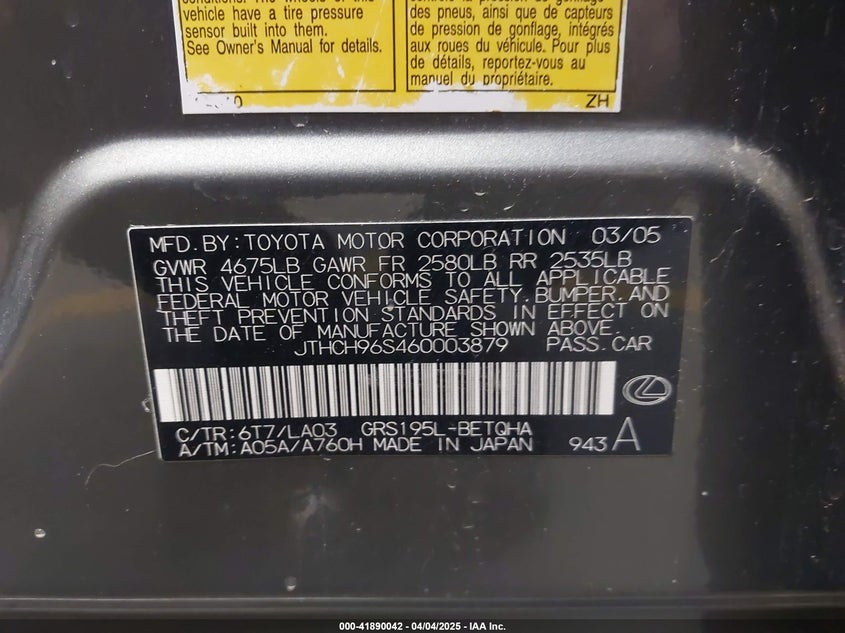 vehicle have a tire pressure
sensor built into them.
See Owner's Manual for details.
des pneus, ainsi que de capteurs
de pression de gonflage, intégrés
aux roues du véhicule. Pour plus
de détails, reportez-vous au
manuel du propriétaire.
ZH
MFD.BY:TOYOTA MOTOR CORPORATION 03/05
GVWR 4675LB GAWR FR 2580LB RR 2535LB
THIS VEHICLE CONFORMS TO ALL APPLICABLE
FEDERAL MOTOR VEHICLE SAFETY,BUMPER,AND
THEFT PREVENTION STANDARDS IN EFFECT ON
THE DATE OF MANUFACTURE SHOWN ABOVE.
JTHCH96S460003879 PASS.CAR
C/TR:6T7/LA03 GRS195L-BETQHA
A/TM:A05A/A760H MADE IN JAPAN 943 A
000-41890042 - 04/04/2025 - IAA Inc.